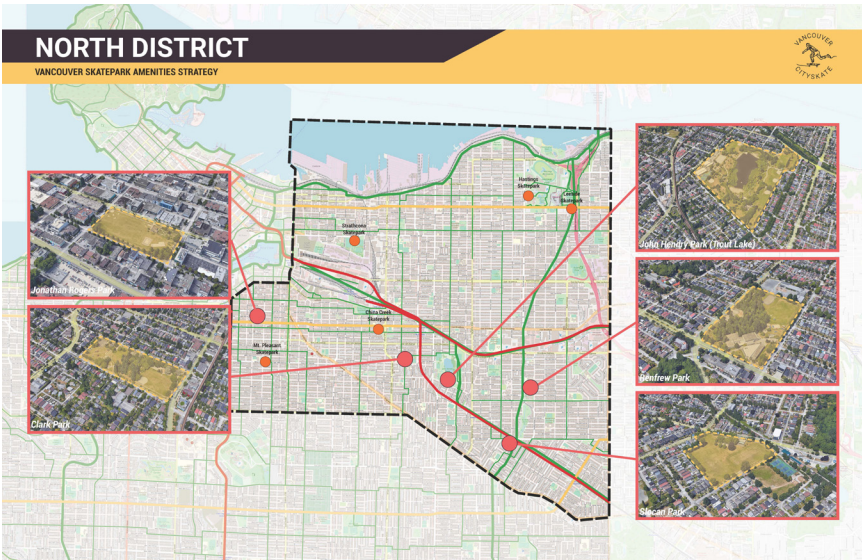 NORTH DISTRICT
VANCOUVER SKATEPARK AMENITIES STRATEGY
VANCOUVER
CITYSKATE
Jonathan Rogers Park
Clark Park
Strathcona
Skatepark
Hastings
Skatepark
Leeside
Skatepark
China Creek
Skatepark
Mt. Pleasant
Skatepark
John Hendry Park (Trout Lake)
Renfrew Park
Slocan Park